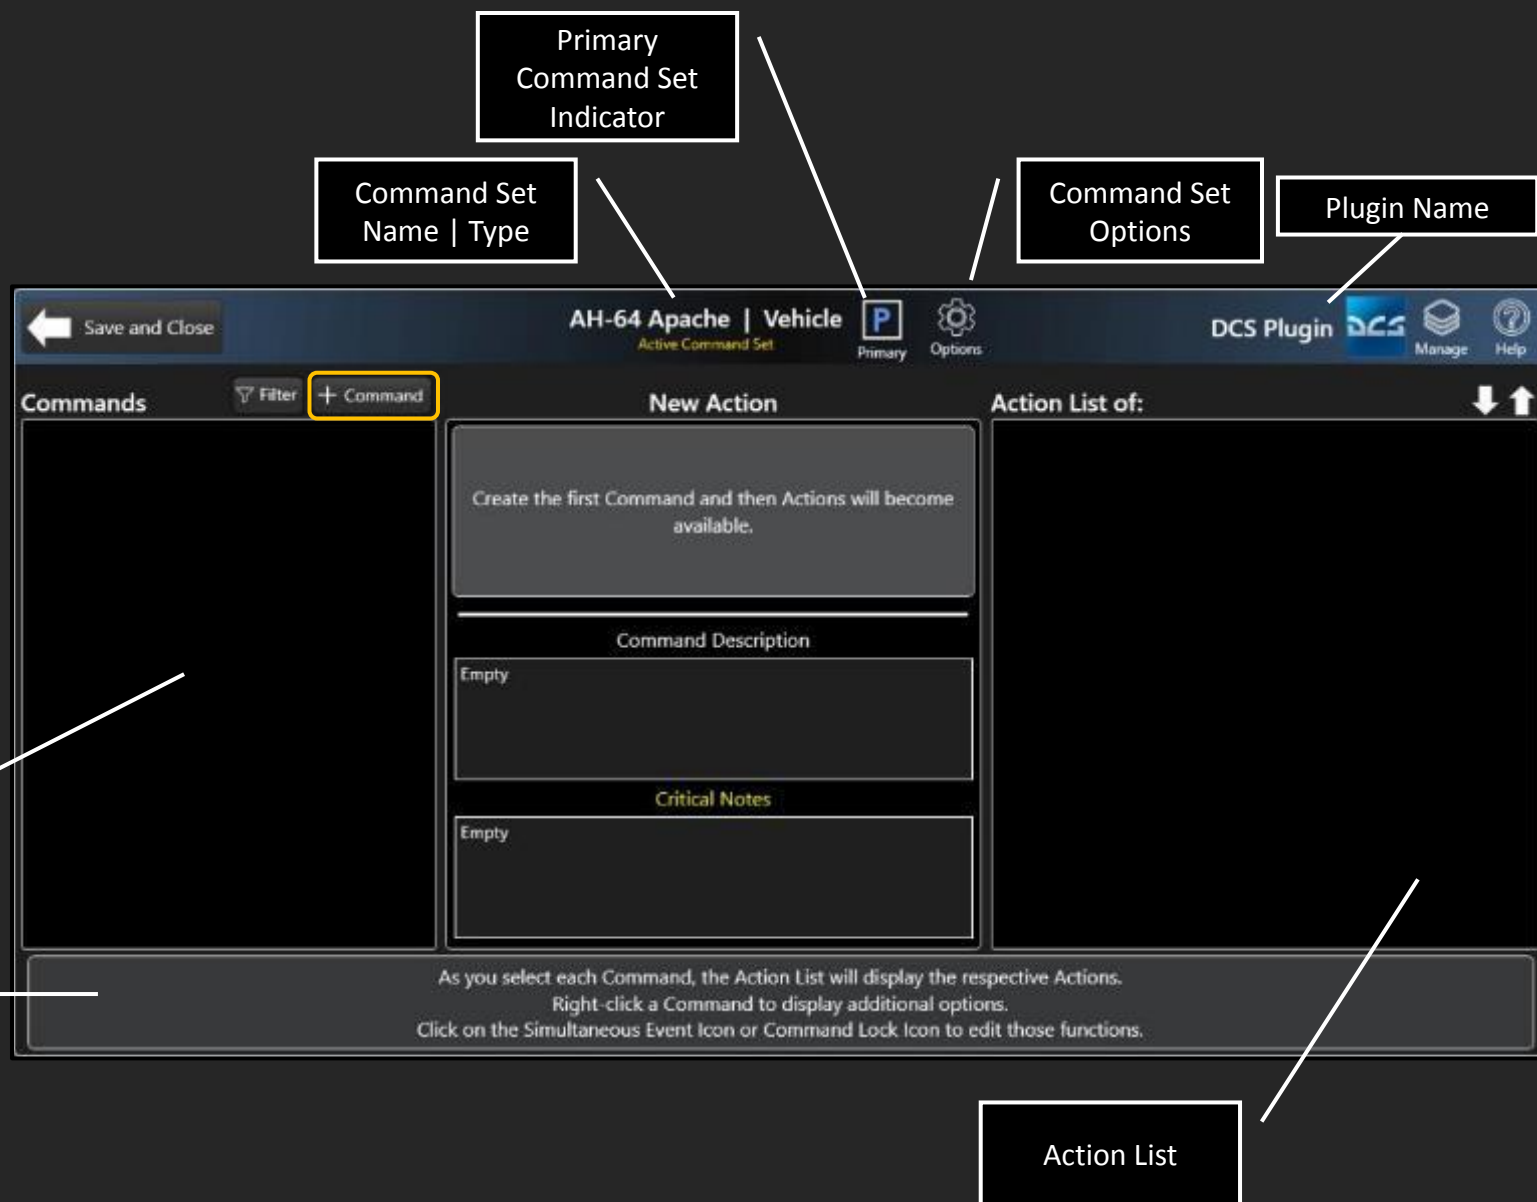 Primary
Command Set
Indicator
Command Set
Name | Type
Command Set
Options
Plugin Name
Save and Close
AH-64 Apache | Vehicle
Active Command Set
P
Primary
Options
DCS Plugin
DCS
Manage
Help
Commands
Filter
+ Command
New Action
Action List of:
Create the first Command and then Actions will become
available.
Command Description
Empty
Critical Notes
Empty
As you select each Command, the Action List will display the respective Actions.
Right-click a Command to display additional options.
Click on the Simultaneous Event Icon or Command Lock Icon to edit those functions.
Action List